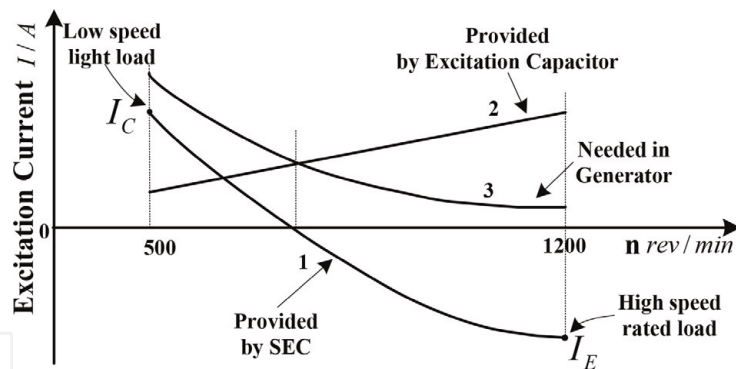 Excitation Current I / A
Low speed
light load
I_C
Provided
by Excitation Capacitor
2
Needed in
Generator
3
0
500
1200
n rev / min
1
Provided
by SEC
High speed
rated load
I_E